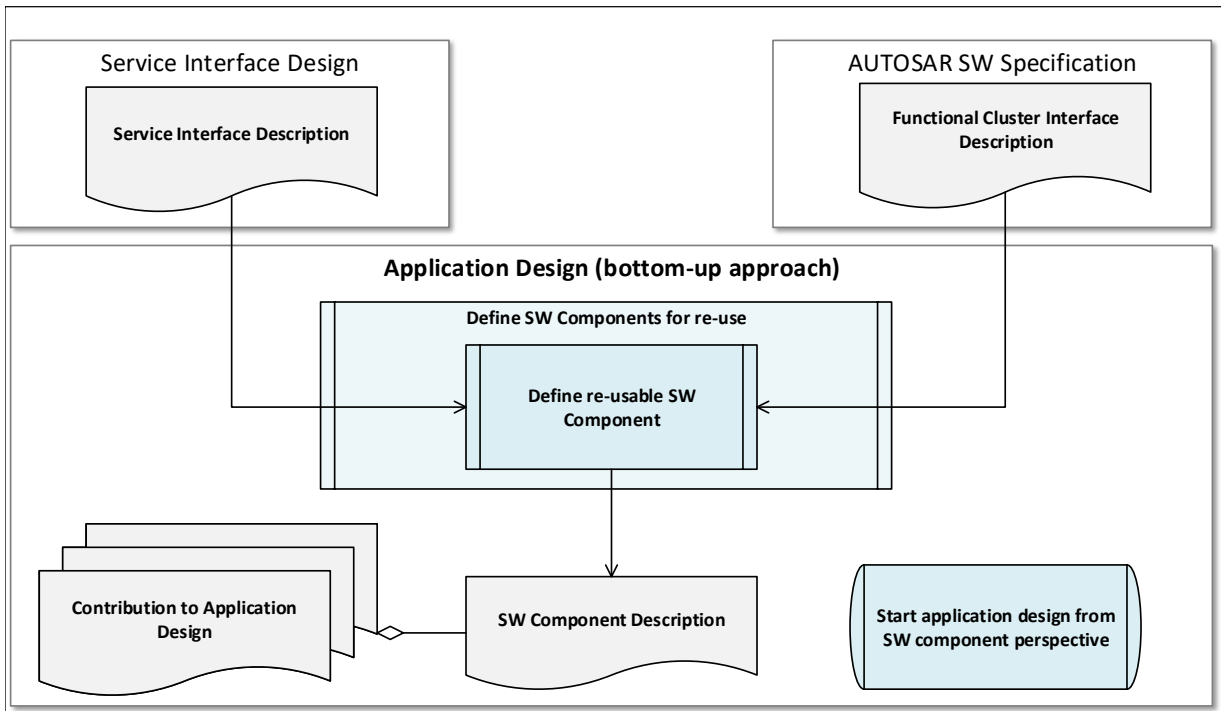 Service Interface Design
AUTOSAR SW Specification
Service Interface Description
Functional Cluster Interface
Description
Application Design (bottom-up approach)
Define SW Components for re-use
Define re-usable SW
Component
Contribution to Application
Design
SW Component Description
Start application design from
SW component perspective